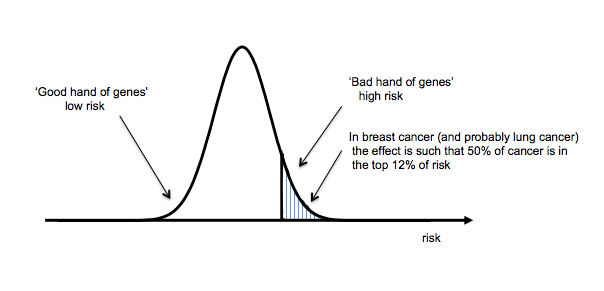 ‘Good hand of genes’
low risk
‘Bad hand of genes’
high risk
In breast cancer (and probably lung cancer)
the effect is such that 50% of cancer is in
the top 12% of risk
risk